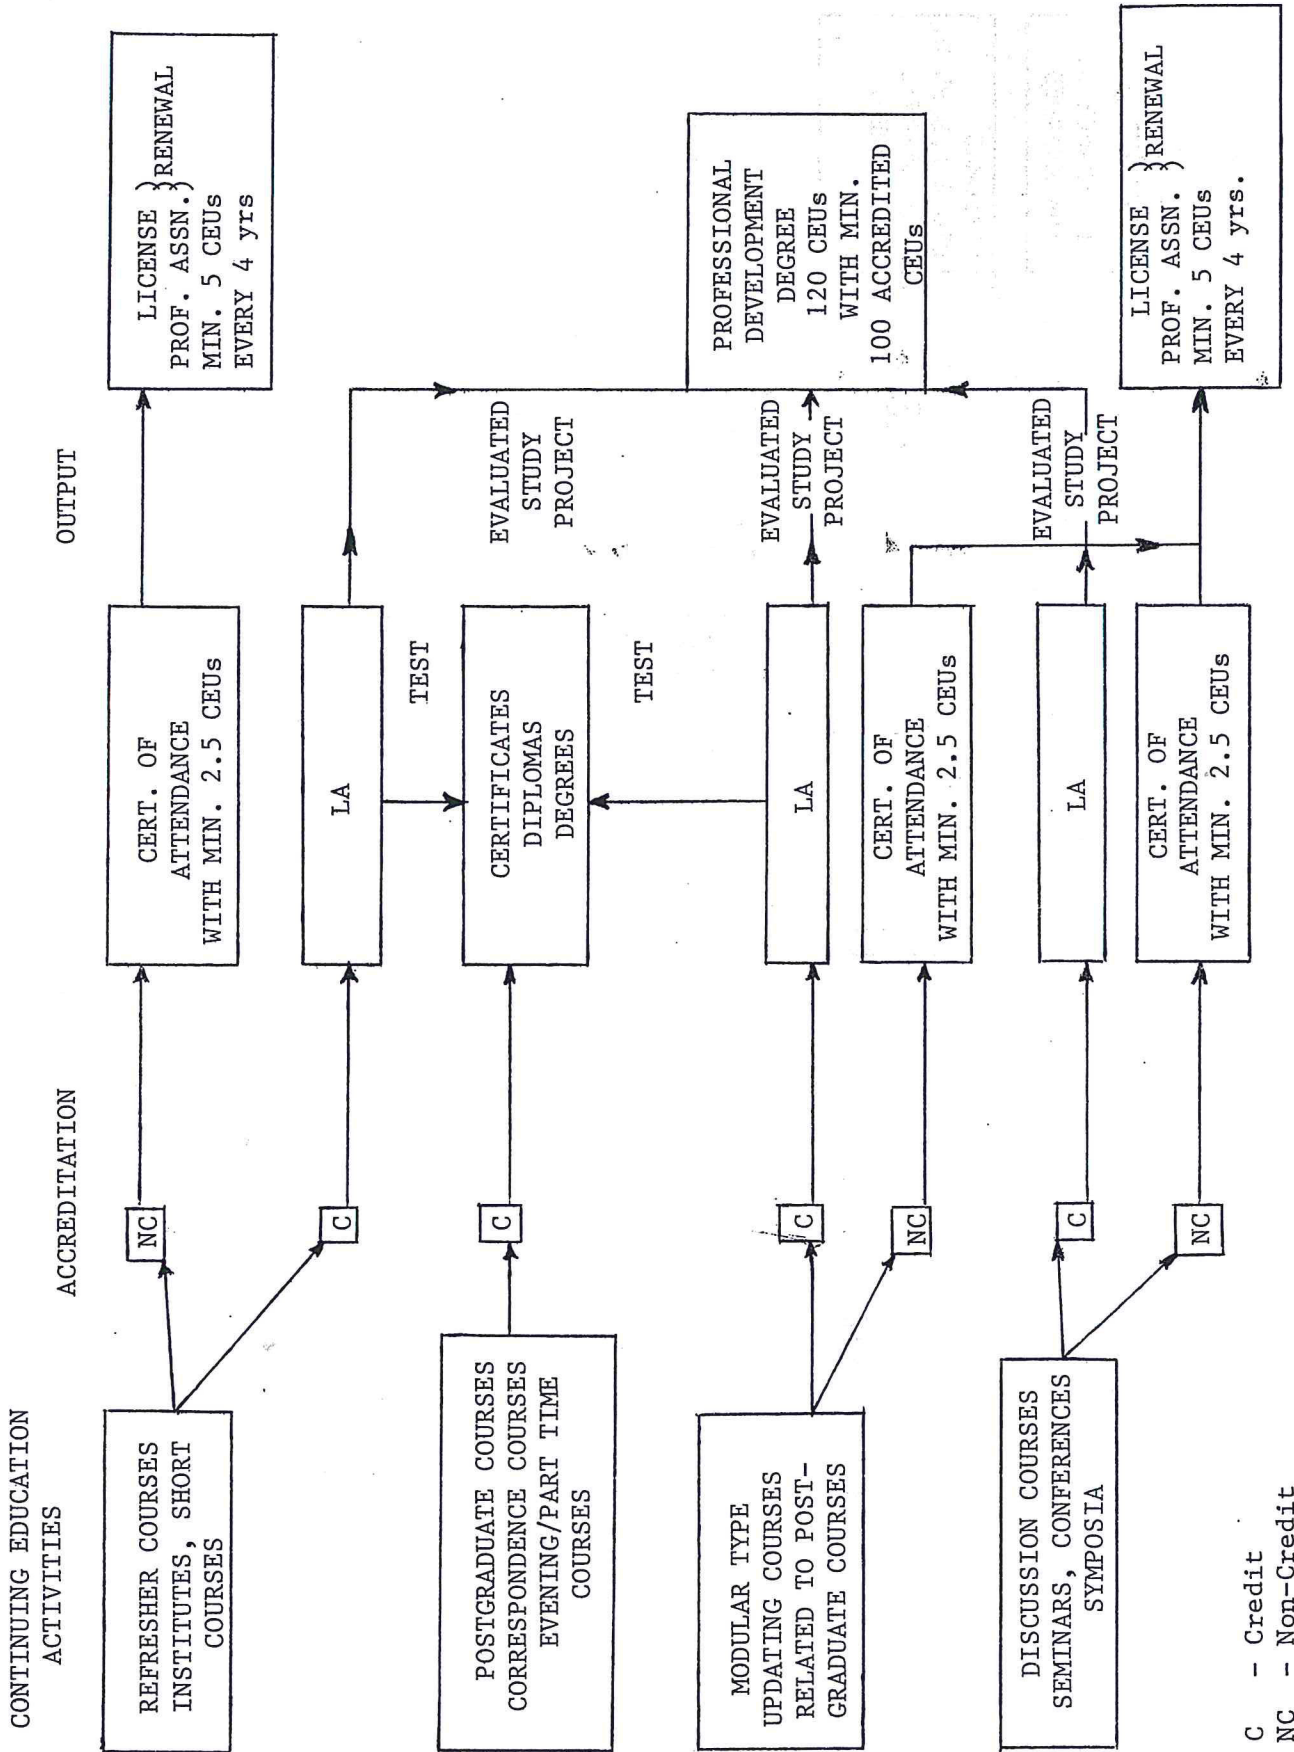 CONTINUING EDUCATION
ACTIVITIES
ACCREDITATION
OUTPUT
REFRESHER COURSES
INSTITUTES, SHORT
COURSES
NC
C
CERT. OF
ATTENDANCE
WITH MIN. 2.5 CEUs
LICENSE }RENEWAL
PROF. ASSN.}
MIN. 5 CEUs
EVERY 4 yrs
LA
TEST
EVALUATED
STUDY
PROJECT
POSTGRADUATE COURSES
CORRESPONDENCE COURSES
EVENING/PART TIME
COURSES
C
CERTIFICATES
DIPLOMAS
DEGREES
TEST
PROFESSIONAL
DEVELOPMENT
DEGREE
120 CEUs
WITH MIN.
100 ACCREDITED
CEUs
MODULAR TYPE
UPDATING COURSES
RELATED TO POST-
GRADUATE COURSES
C
NC
LA
EVALUATED
STUDY
PROJECT
CERT. OF
ATTENDANCE
WITH MIN. 2.5 CEUs
DISCUSSION COURSES
SEMINARS, CONFERENCES
SYMPOSIA
C
NC
LA
EVALUATED
STUDY
PROJECT
CERT. OF
ATTENDANCE
WITH MIN. 2.5 CEUs
LICENSE }RENEWAL
PROF. ASSN.}
MIN. 5 CEUs
EVERY 4 yrs.
C - Credit
NC - Non-Credit